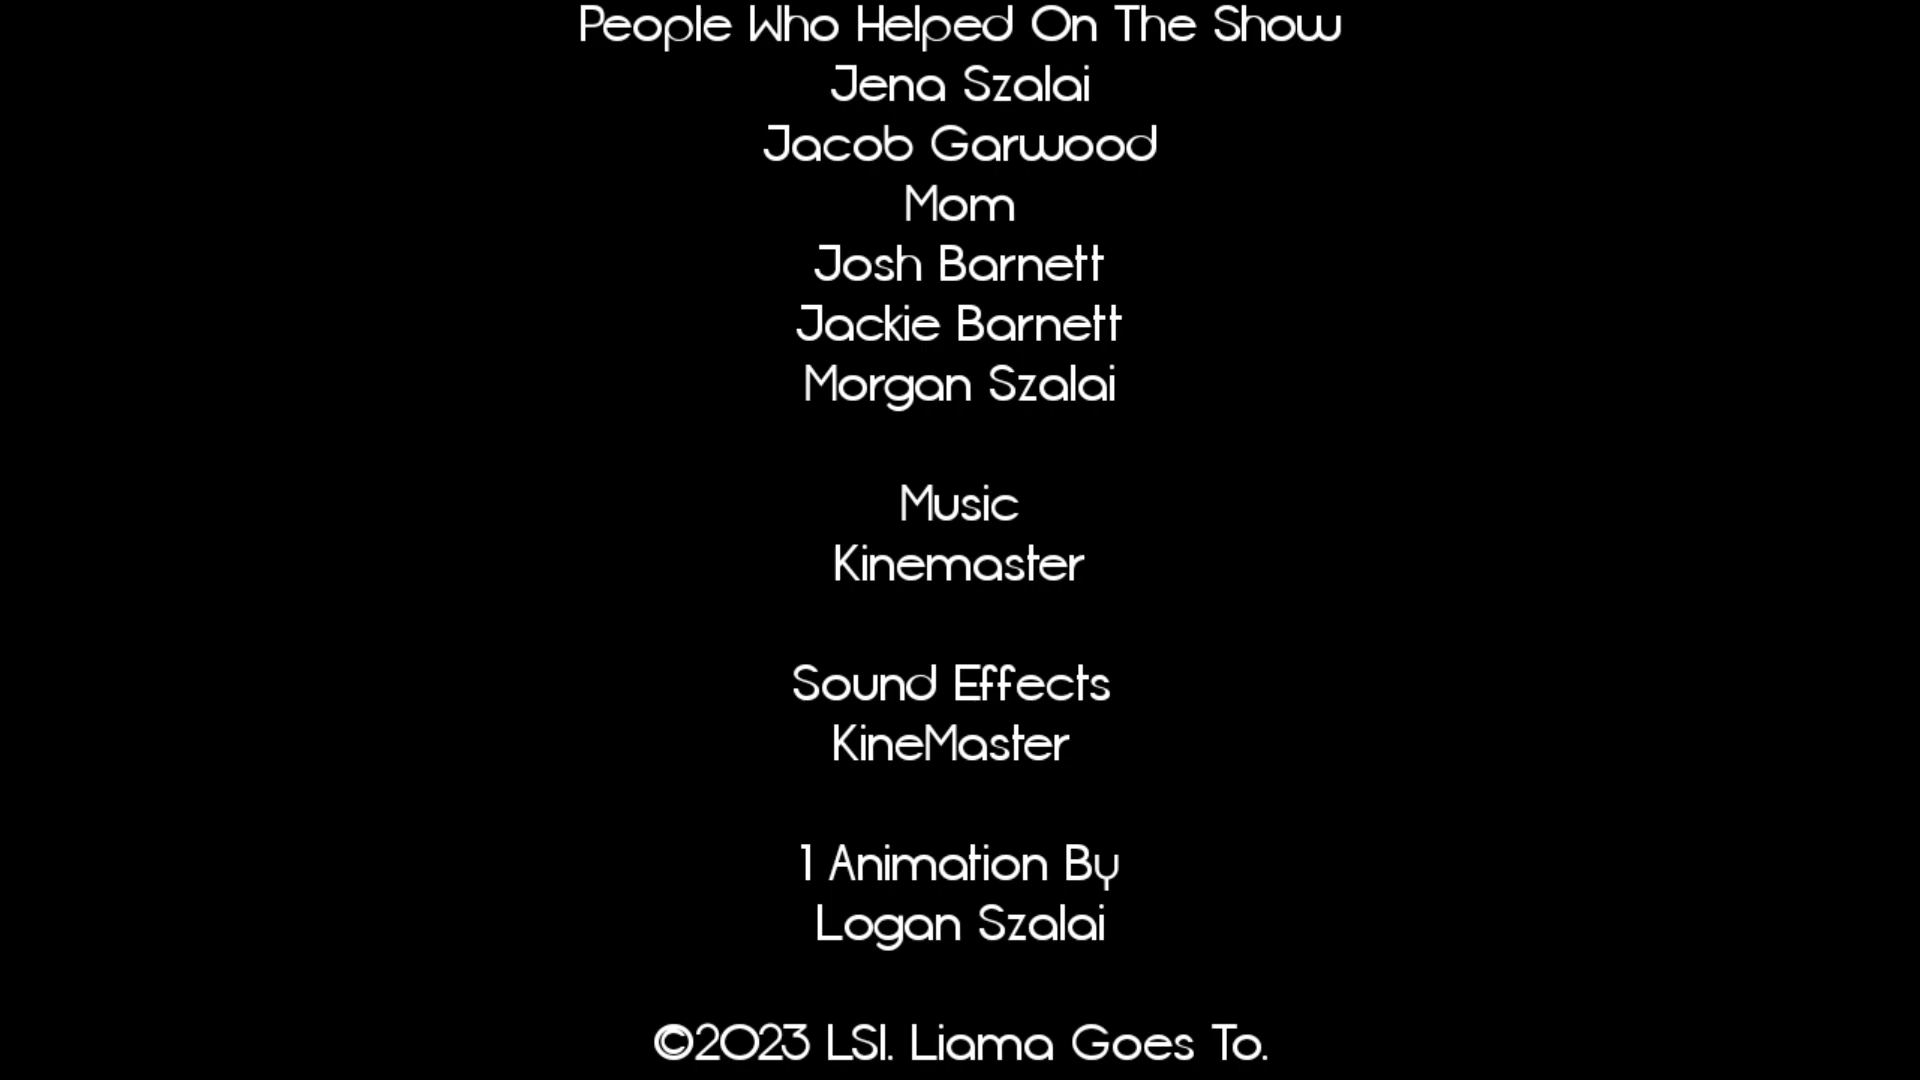 People Who Helped On The Show
Jena Szalai
Jacob Garwood
Mom
Josh Barnett
Jackie Barnett
Morgan Szalai
Music
Kinemaster
Sound Effects
KineMaster
1 Animation By
Logan Szalai
©2023 LSI. Liama Goes To.